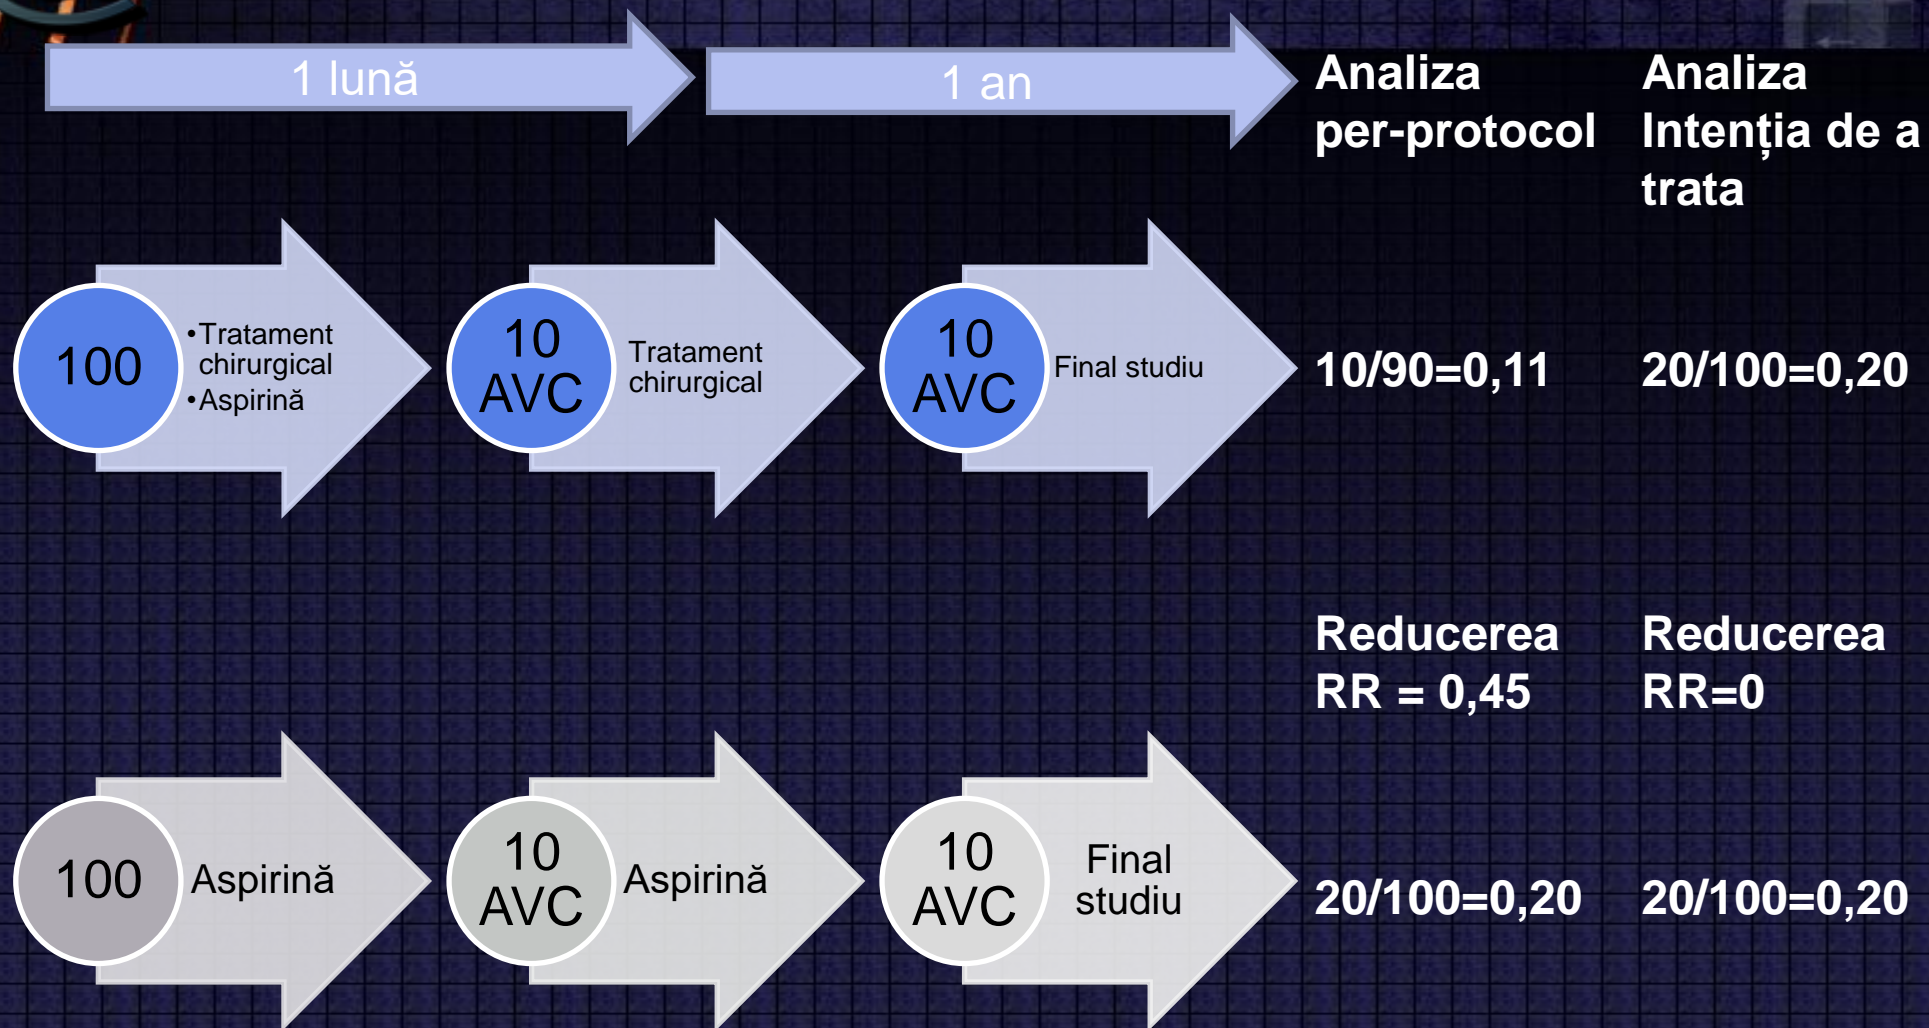 1 lună
1 an
Analiza
per-protocol
Analiza
Intenția de a
trata
100
•Tratament
chirurgical
•Aspirină
10
AVC
Tratament
chirurgical
10
AVC
Final studiu
10/90=0,11
20/100=0,20
Reducerea
RR = 0,45
Reducerea
RR=0
100
Aspirină
10
AVC
Aspirină
10
AVC
Final
studiu
20/100=0,20
20/100=0,20